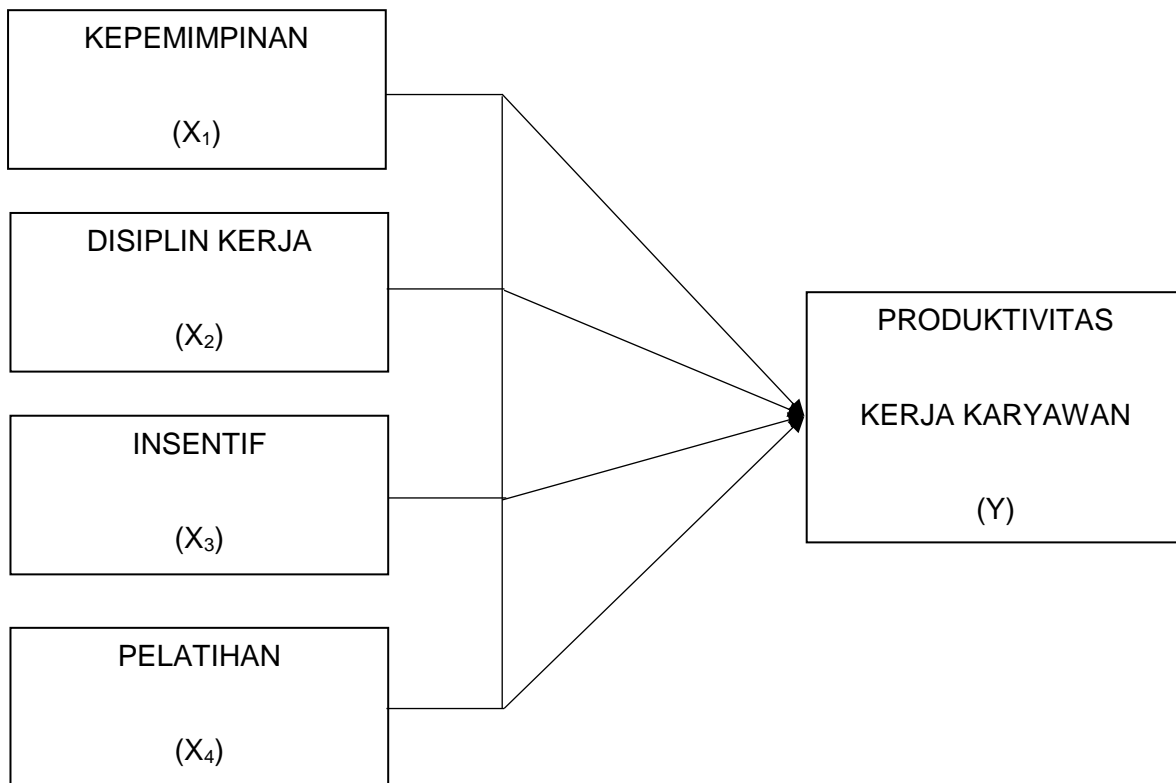 KEPEMIMPINAN
(X₁)
DISIPLIN KERJA
(X₂)
INSENTIF
(X₃)
PELATIHAN
(X₄)
PRODUKTIVITAS
KERJA KARYAWAN
(Y)